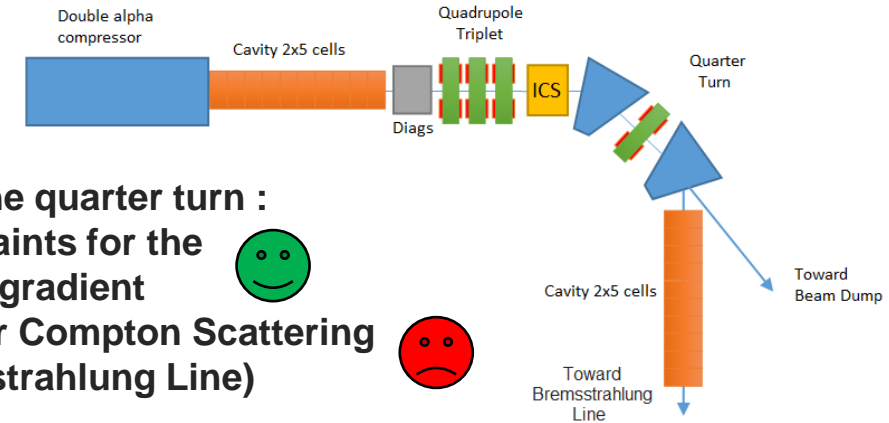 Double alpha
compressor
Cavity 2x5 cells
Quadrupole
Triplet
ICS
Diags
Quarter
Turn
ne quarter turn :
aints for the
gradient
r Compton Scattering
strahlung Line)
Cavity 2x5 cells
Toward
Beam Dump
Toward
Bremsstrahlung
Line